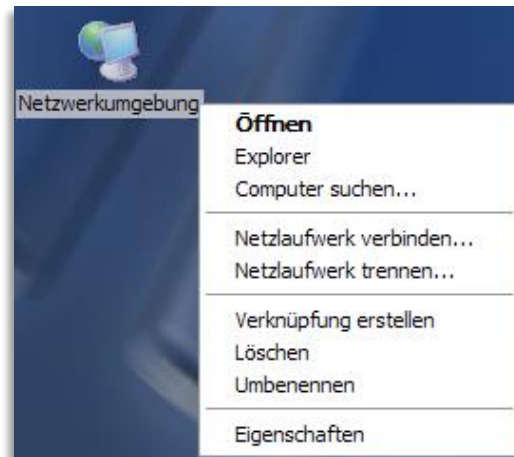 Netzwerkumgebung
Öffnen
Explorer
Computer suchen...
Netzlaufwerk verbinden...
Netzlaufwerk trennen...
Verknüpfung erstellen
Löschen
Umbenennen
Eigenschaften